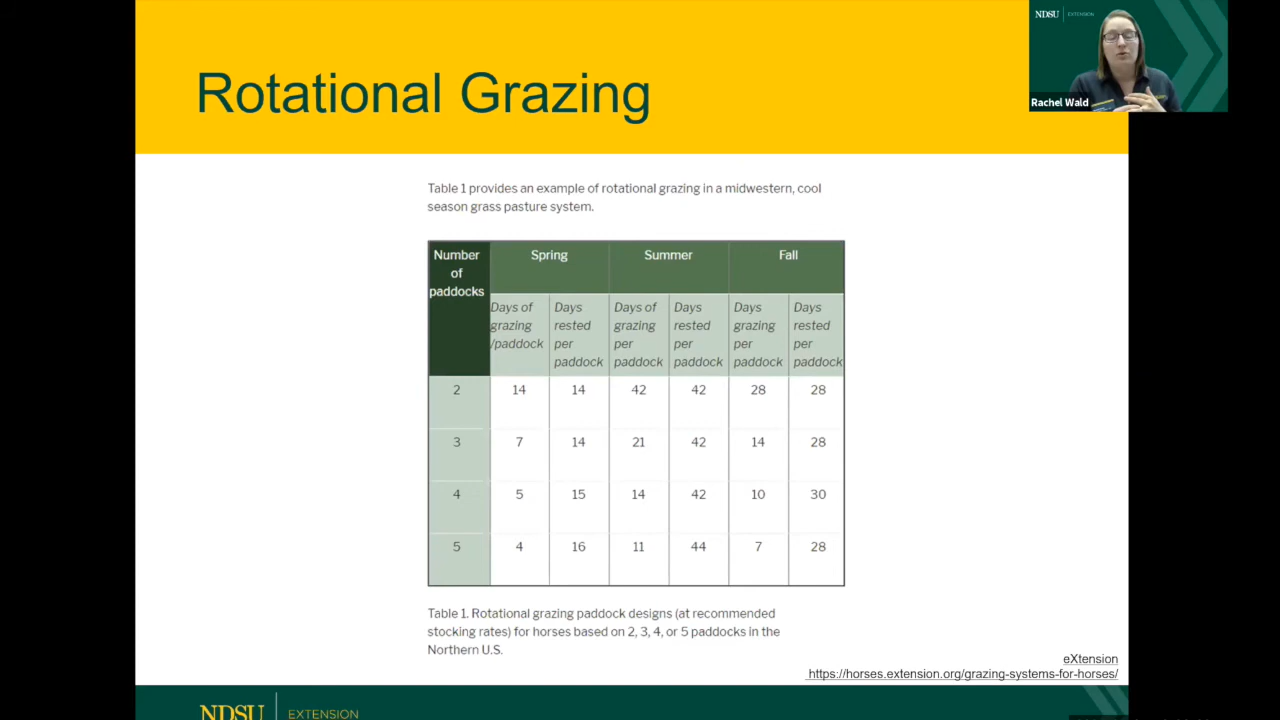 Rotational Grazing
NDSU EXTENSION
Rachel Wald
Table 1 provides an example of rotational grazing in a midwestern, cool
season grass pasture system.
Number
of
paddocks
Spring
Summer
Fall
Days of
grazing
/paddock
Days
rested
per
paddock
Days of
grazing
per
paddock
Days
rested
per
paddock
Days
grazing
per
paddock
Days
rested
per
paddock
2 14 14 42 42 28 28
3 7 14 21 42 14 28
4 5 15 14 42 10 30
5 4 16 11 44 7 28
Table 1. Rotational grazing paddock designs (at recommended
stocking rates) for horses based on 2, 3, 4, or 5 paddocks in the
Northern U.S.
eXtension
https://horses.extension.org/grazing-systems-for-horses/
NDSU EXTENSION